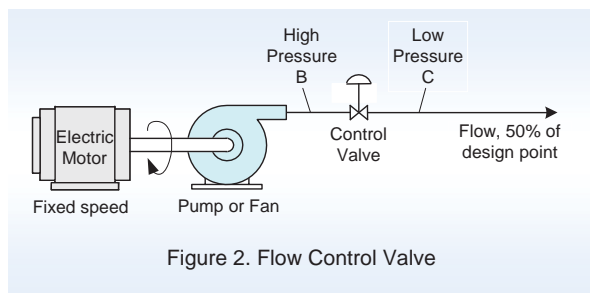 High
Pressure
B
Low
Pressure
C
Electric
Motor
Control
Valve
Flow, 50% of
design point
Fixed speed
Pump or Fan
Figure 2. Flow Control Valve